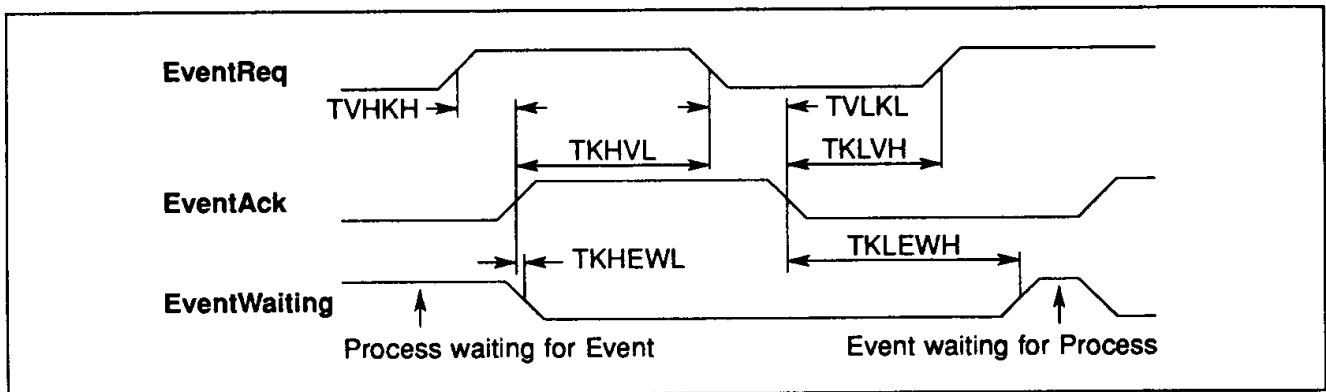 EventReq
TVHKH
TVLKL
TKHVL
TKLVH
EventAck
TKHEWL
TKLEWH
EventWaiting
Process waiting for Event
Event waiting for Process